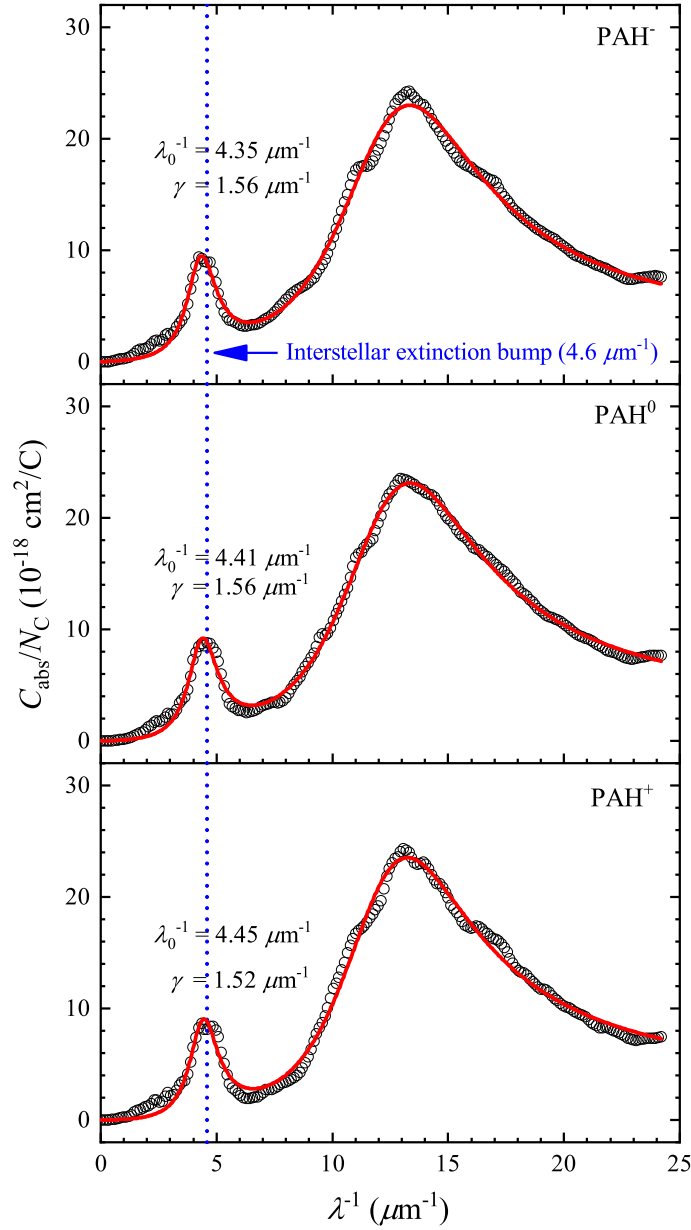 30
PAH⁻
20
λ₀⁻¹ = 4.35 μm⁻¹
γ = 1.56 μm⁻¹
10
Interstellar extinction bump (4.6 μm⁻¹)
0
30
PAH⁰
20
λ₀⁻¹ = 4.41 μm⁻¹
γ = 1.56 μm⁻¹
10
0
C_abs/N_C (10⁻¹⁸ cm²/C)
30
PAH⁺
20
λ₀⁻¹ = 4.45 μm⁻¹
γ = 1.52 μm⁻¹
10
0
0 5 10 15 20 25
λ⁻¹ (μm⁻¹)